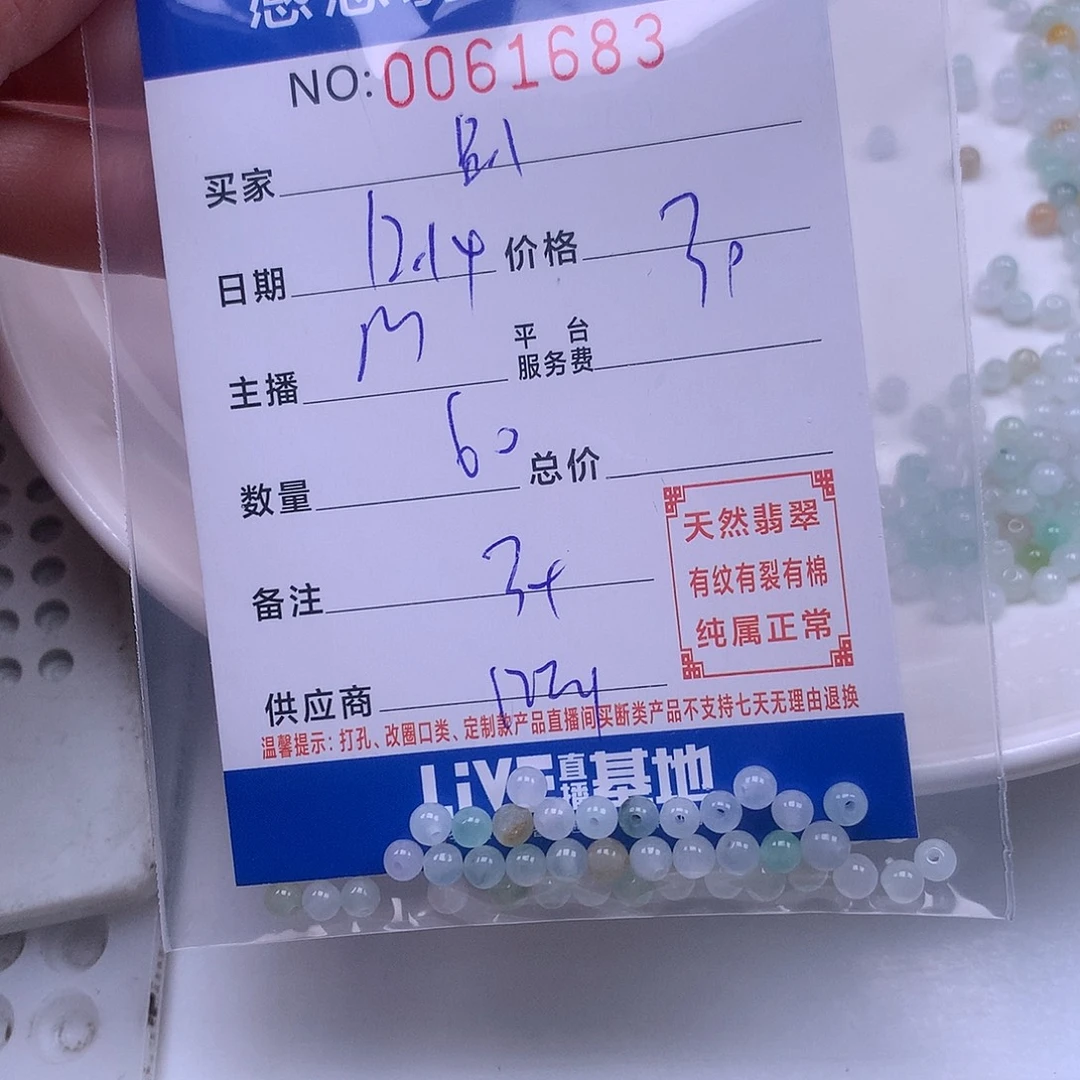 NO:0061683
买家
日期 12.14 价格
主播 M 平台服务费
数量 60 总价
备注
供应商
天然翡翠
有纹有裂有棉
纯属正常
温馨提示：打孔、改圈口类、定制款产品直播间买断类产品不支持七天无理由退换
LiVE直播基地